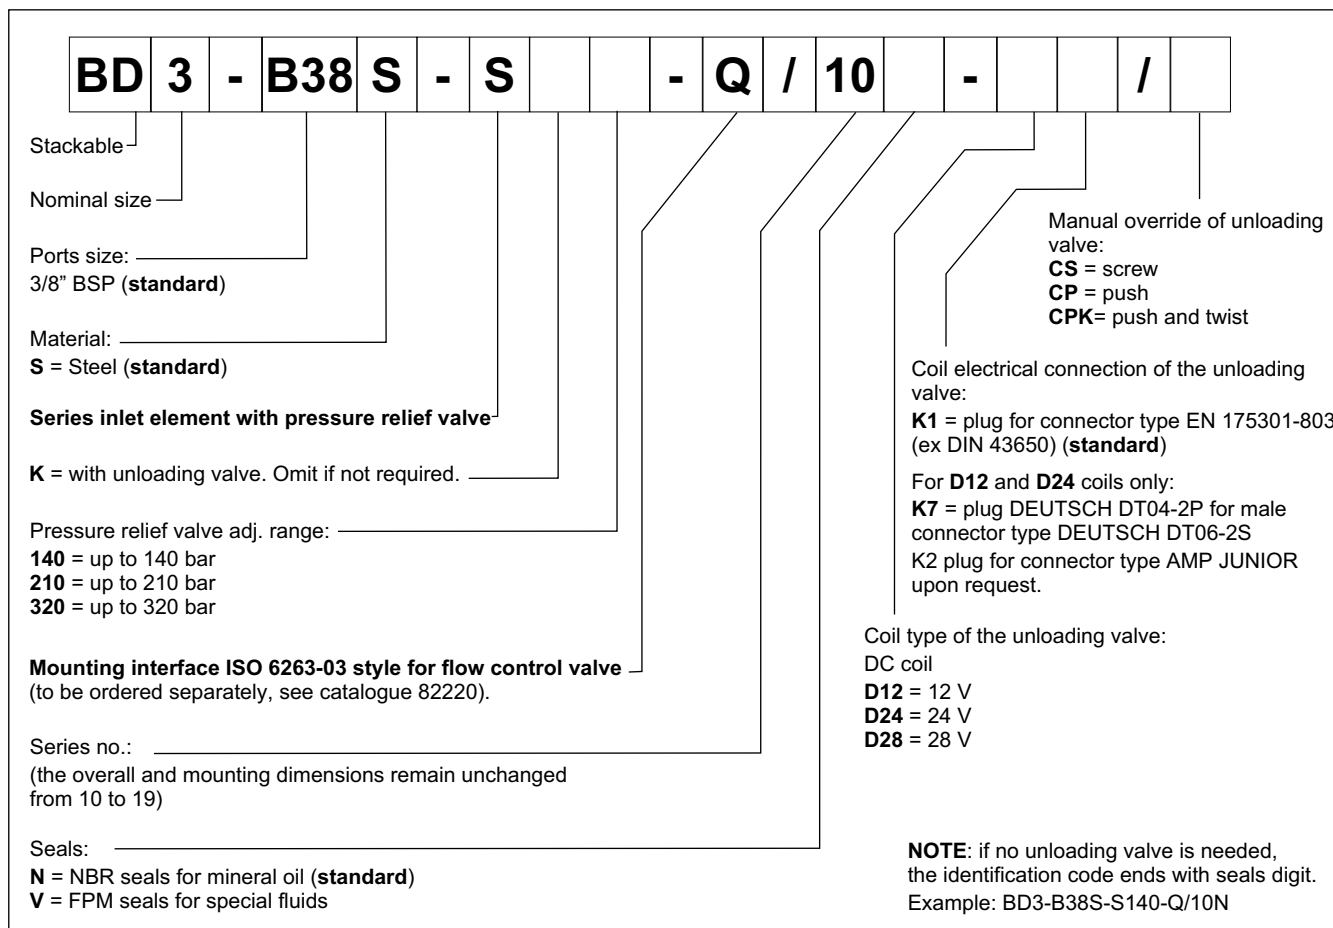 BD 3 - B38 S - S - Q / 10 - /
Stackable
Nominal size
Ports size:
3/8” BSP (standard)
Material:
S = Steel (standard)
Series inlet element with pressure relief valve
K = with unloading valve. Omit if not required.
Pressure relief valve adj. range:
140 = up to 140 bar
210 = up to 210 bar
320 = up to 320 bar
Mounting interface ISO 6263-03 style for flow control valve
(to be ordered separately, see catalogue 82220).
Series no.:
(the overall and mounting dimensions remain unchanged
from 10 to 19)
Seals:
N = NBR seals for mineral oil (standard)
V = FPM seals for special fluids
Manual override of unloading
valve:
CS = screw
CP = push
CPK= push and twist
Coil electrical connection of the unloading
valve:
K1 = plug for connector type EN 175301-803
(ex DIN 43650) (standard)
For D12 and D24 coils only:
K7 = plug DEUTSCH DT04-2P for male
connector type DEUTSCH DT06-2S
K2 plug for connector type AMP JUNIOR
upon request.
Coil type of the unloading valve:
DC coil
D12 = 12 V
D24 = 24 V
D28 = 28 V
NOTE: if no unloading valve is needed,
the identification code ends with seals digit.
Example: BD3-B38S-S140-Q/10N